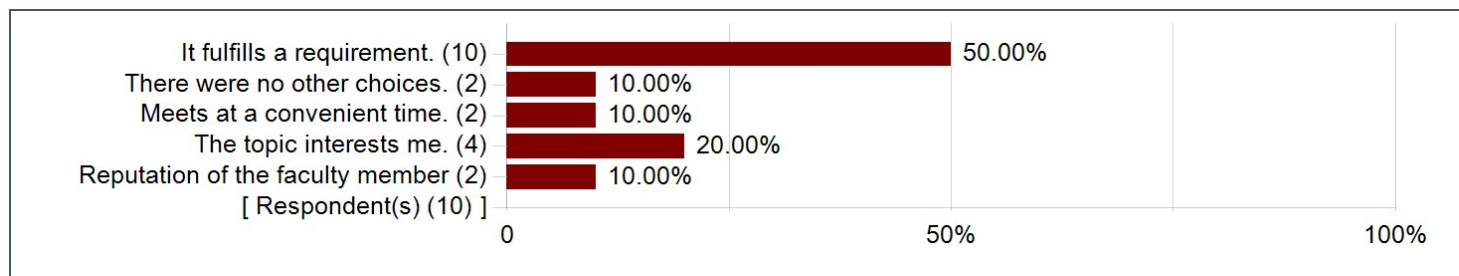 It fulfills a requirement. (10) 50.00%
There were no other choices. (2) 10.00%
Meets at a convenient time. (2) 10.00%
The topic interests me. (4) 20.00%
Reputation of the faculty member (2) 10.00%
[ Respondent(s) (10) ]
0 50% 100%